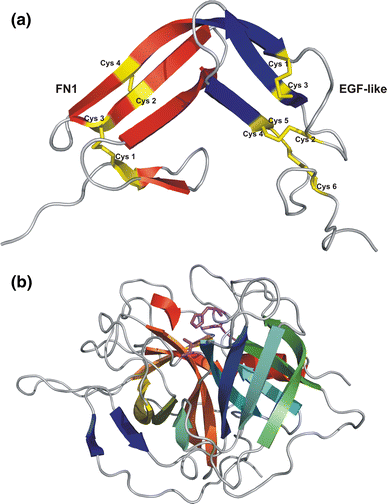 (a)
Cys 4
FN1
Cys 2
Cys 3
Cys 1
Cys 1
Cys 3
EGF-like
Cys 5
Cys 4
Cys 2
Cys 6
(b)